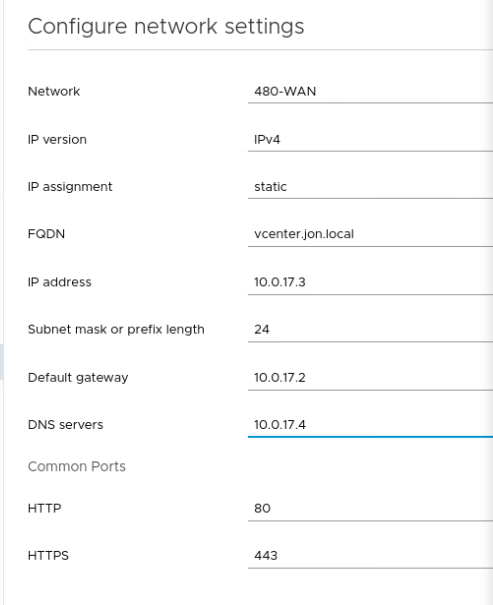 Configure network settings
Network 480-WAN
IP version IPv4
IP assignment static
FQDN vcenter.jon.local
IP address 10.0.17.3
Subnet mask or prefix length 24
Default gateway 10.0.17.2
DNS servers 10.0.17.4
Common Ports
HTTP 80
HTTPS 443